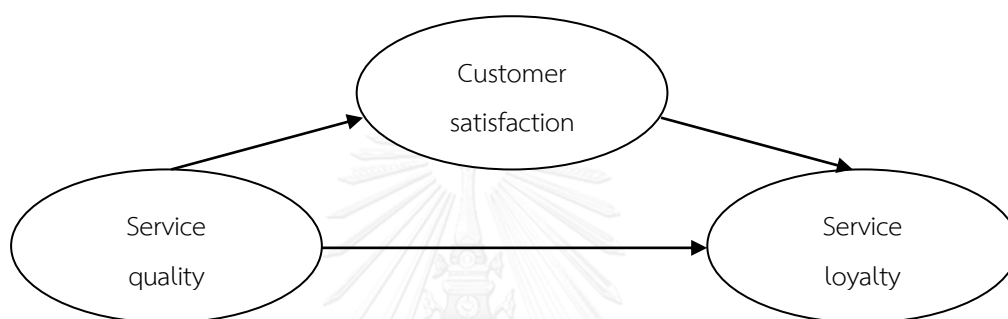 Customer
satisfaction
Service
quality
Service
loyalty